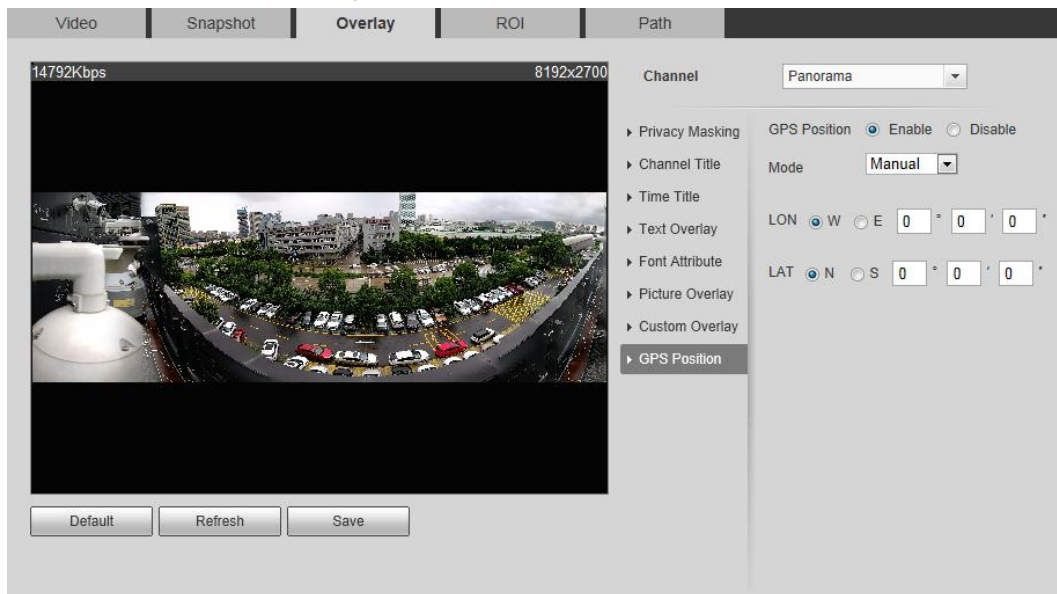 Video Snapshot Overlay ROI Path
14792Kbps 8192x2700
Channel Panorama
Privacy Masking
Channel Title
Time Title
Text Overlay
Font Attribute
Picture Overlay
Custom Overlay
GPS Position
GPS Position Enable Disable
Mode Manual
LON W E 0 ° 0 ' 0 "
LAT N S 0 ° 0 ' 0 "
Default Refresh Save